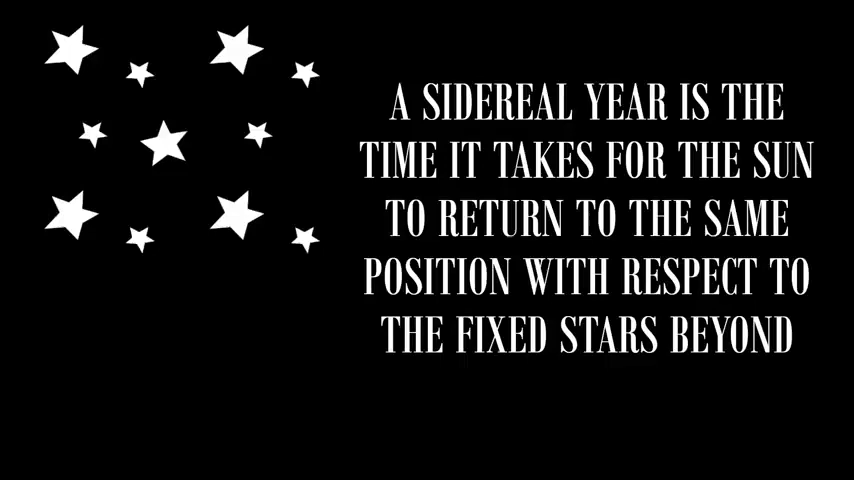 A SIDEREAL YEAR IS THE
TIME IT TAKES FOR THE SUN
TO RETURN TO THE SAME
POSITION WITH RESPECT TO
THE FIXED STARS BEYOND